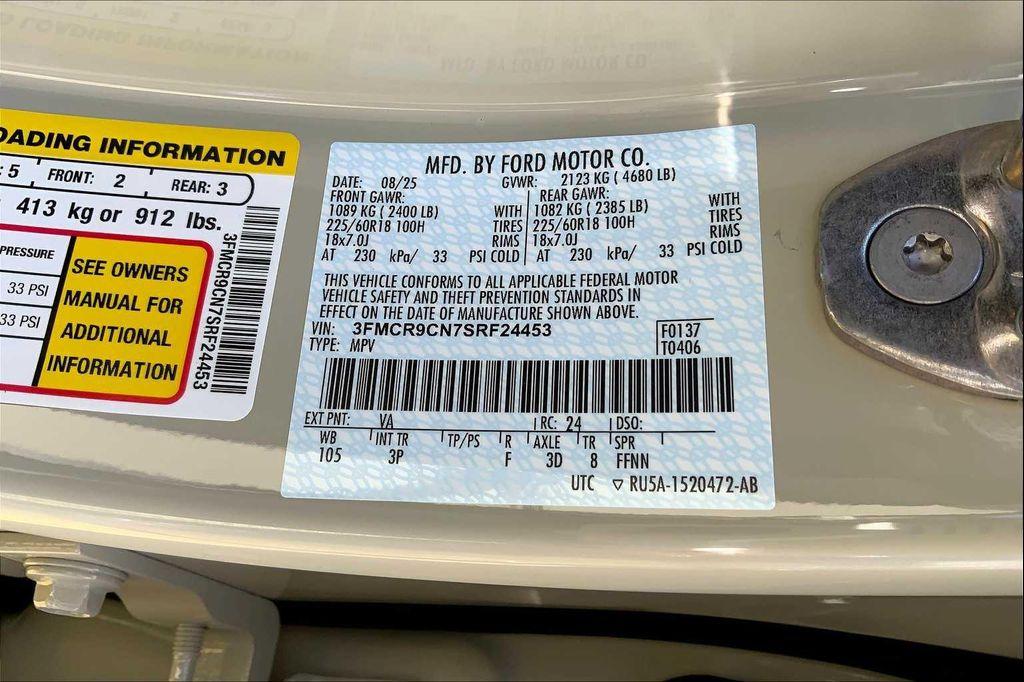 OADING INFORMATION
: 5 FRONT: 2 REAR: 3
413 kg or 912 lbs.
PRESSURE
33 PSI
33 PSI
SEE OWNERS
MANUAL FOR
ADDITIONAL
INFORMATION
3FMCR9CN7SRF24453
MFD. BY FORD MOTOR CO.
DATE: 08/25 GVWR: 2123 KG ( 4680 LB)
FRONT GAWR: REAR GAWR:
1089 KG ( 2400 LB) WITH 1082 KG ( 2385 LB) WITH
225/60R18 100H TIRES 225/60R18 100H TIRES
18x7.0J RIMS 18x7.0J RIMS
AT 230 kPa/ 33 PSI COLD AT 230 kPa/ 33 PSI COLD
THIS VEHICLE CONFORMS TO ALL APPLICABLE FEDERAL MOTOR
VEHICLE SAFETY AND THEFT PREVENTION STANDARDS IN
EFFECT ON THE DATE OF MANUFACTURE SHOWN ABOVE.
VIN: 3FMCR9CN7SRF24453 F0137
TYPE: MPV T0406
EXT PNT: VA RC: 24 DSO:
WB INT TR TP/PS R AXLE TR SPR
105 3P F 3D 8 FFNN
UTC ▽ RU5A-1520472-AB